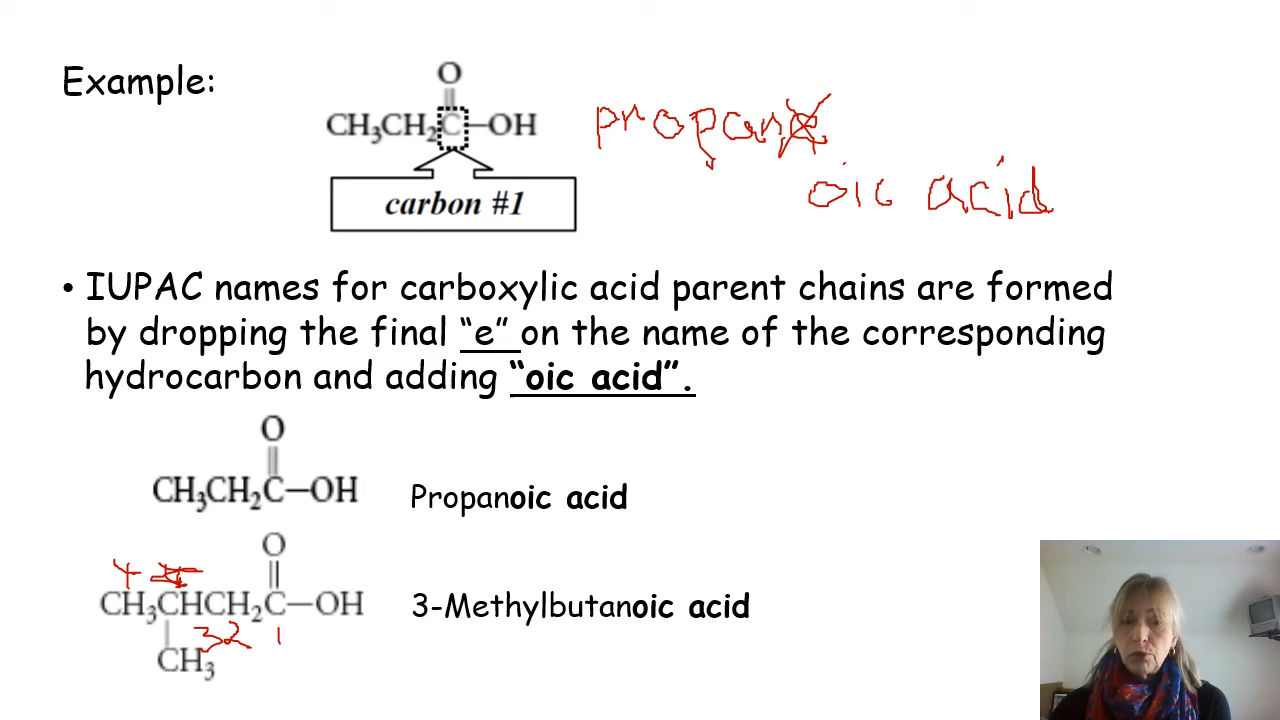 Example:
O
CH₃CH₂C—OH
carbon #1
propane
oic acid
• IUPAC names for carboxylic acid parent chains are formed
by dropping the final “e” on the name of the corresponding
hydrocarbon and adding “oic acid”.
O
CH₃CH₂C—OH
Propanoic acid
O
4
CH₃CHCH₂C—OH
3-Methylbutanoic acid
3 2 1
CH₃